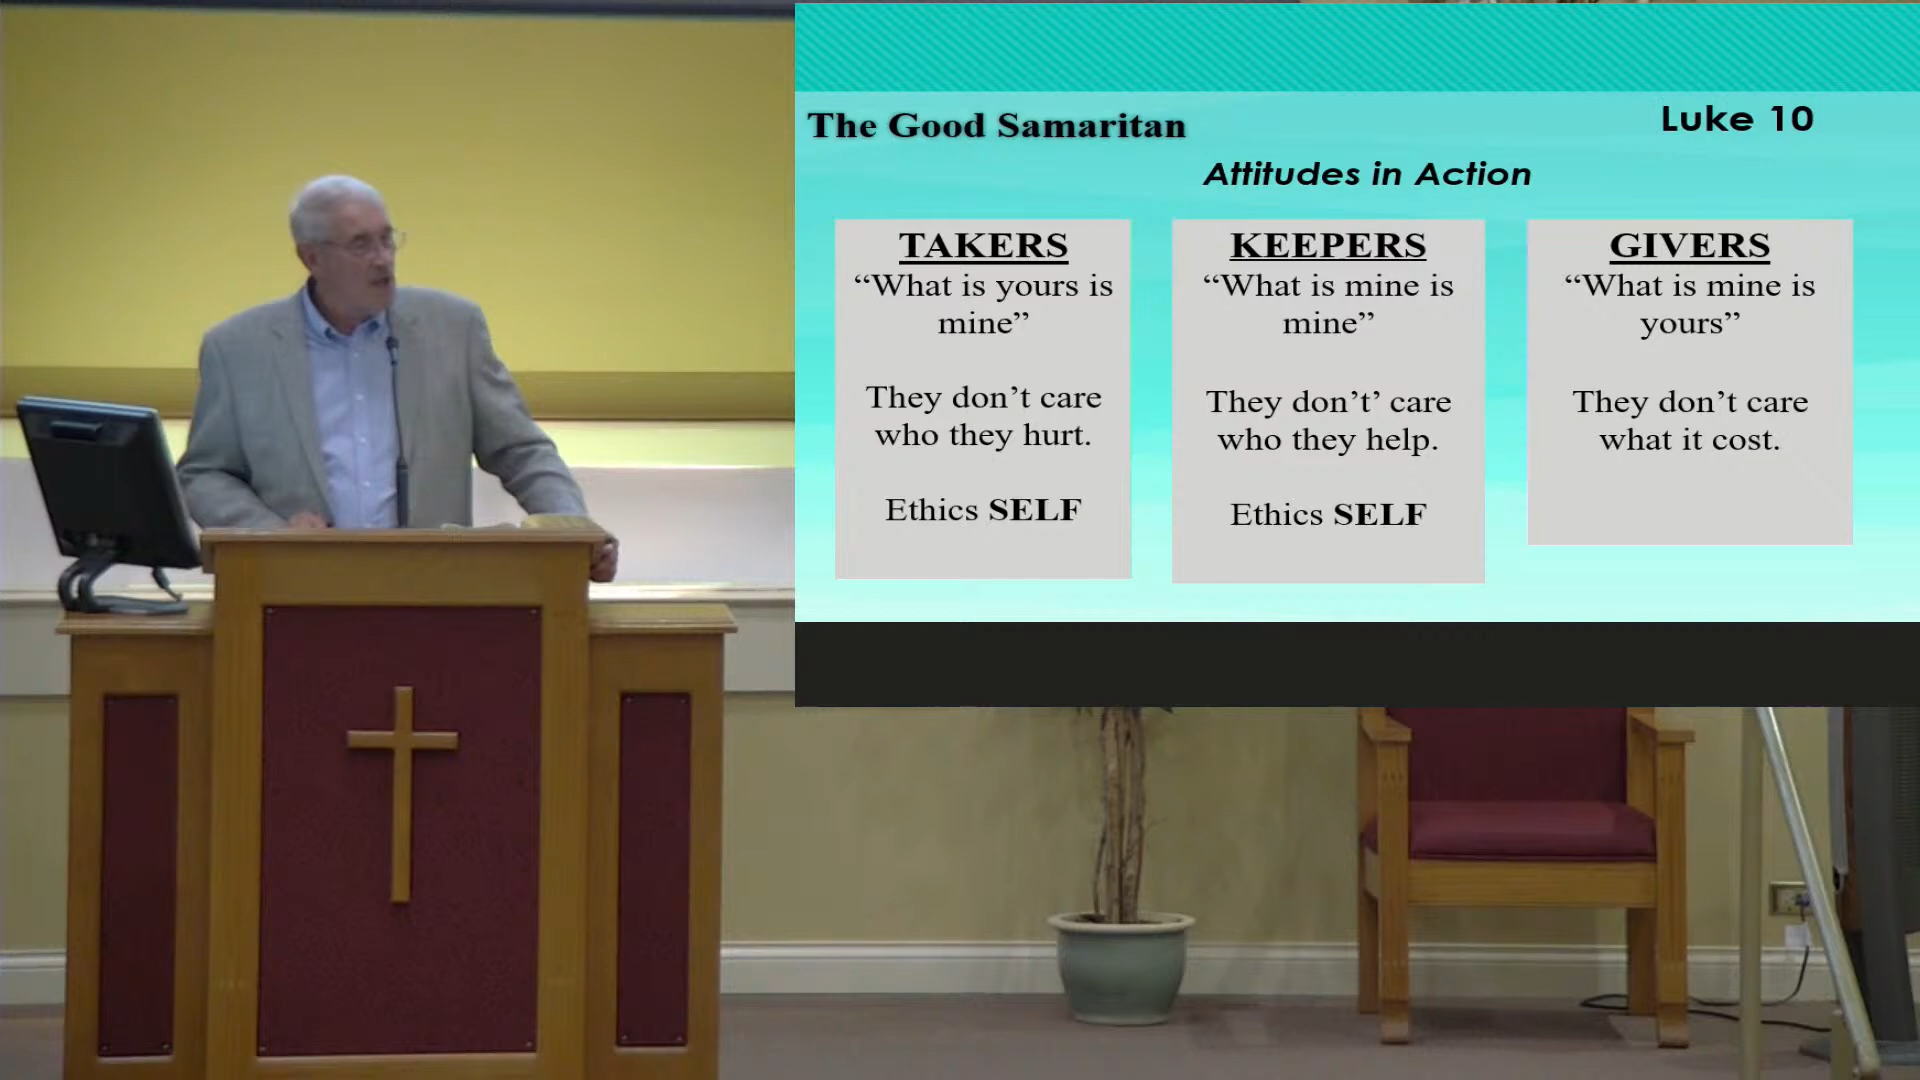 The Good Samaritan
Luke 10
Attitudes in Action
TAKERS
“What is yours is
mine”
They don’t care
who they hurt.
Ethics SELF
KEEPERS
“What is mine is
mine”
They don’t’ care
who they help.
Ethics SELF
GIVERS
“What is mine is
yours”
They don’t care
what it cost.